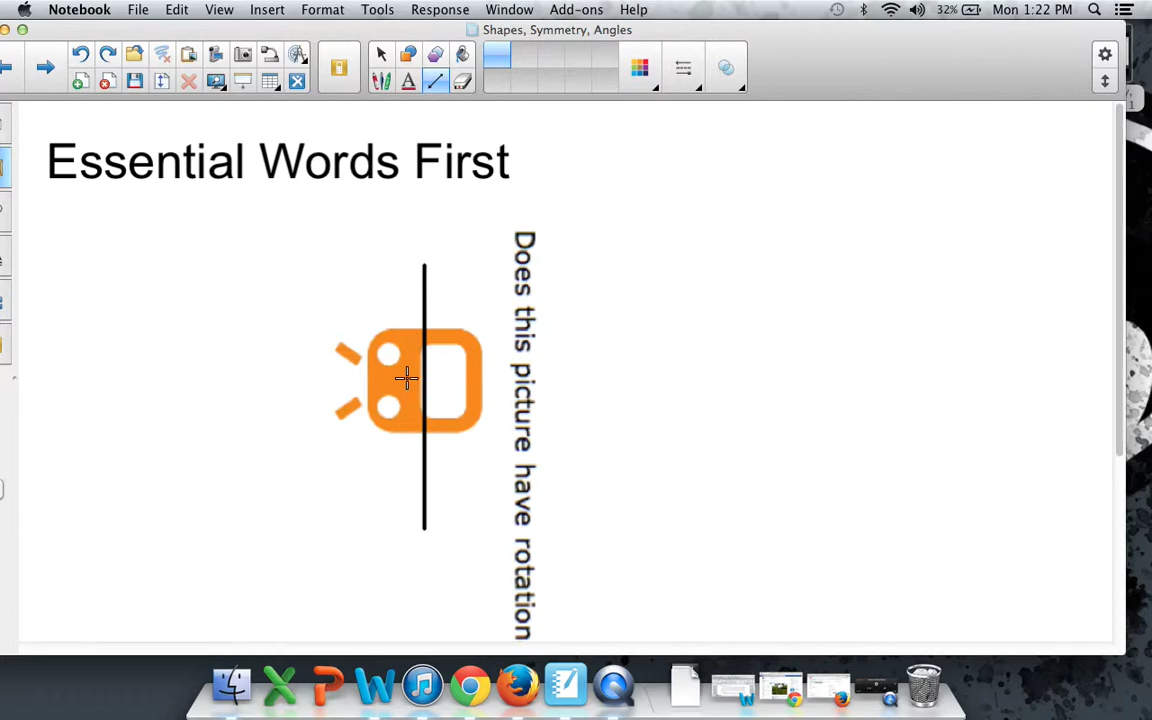 Notebook File Edit View Insert Format Tools Response Window Add-ons Help 32% Mon 1:22 PM
Shapes, Symmetry, Angles
Essential Words First
Does this picture have rotation